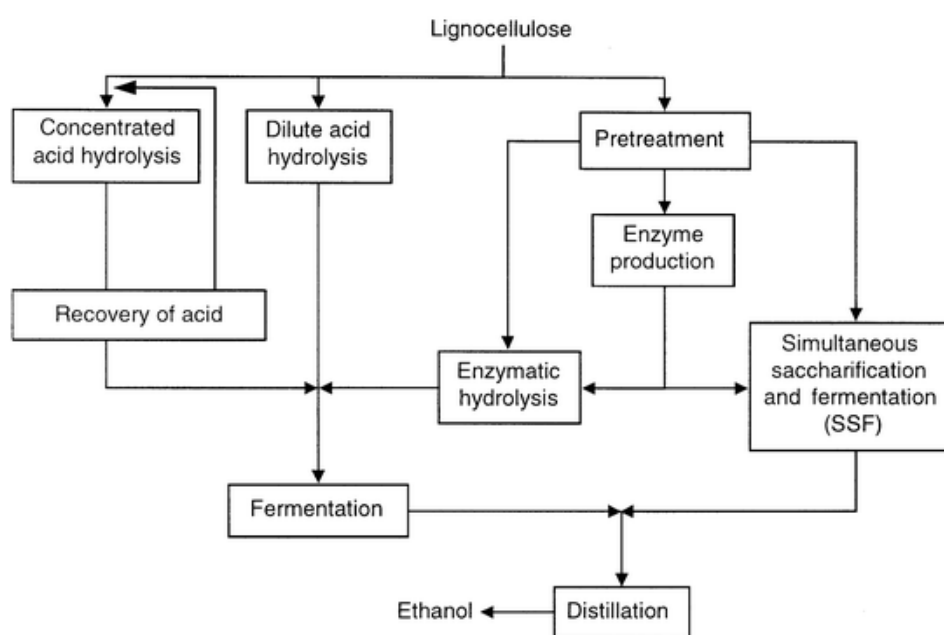 Lignocellulose
Concentrated
acid hydrolysis
Dilute acid
hydrolysis
Pretreatment
Enzyme
production
Recovery of acid
Enzymatic
hydrolysis
Simultaneous
saccharification
and fermentation
(SSF)
Fermentation
Ethanol
Distillation